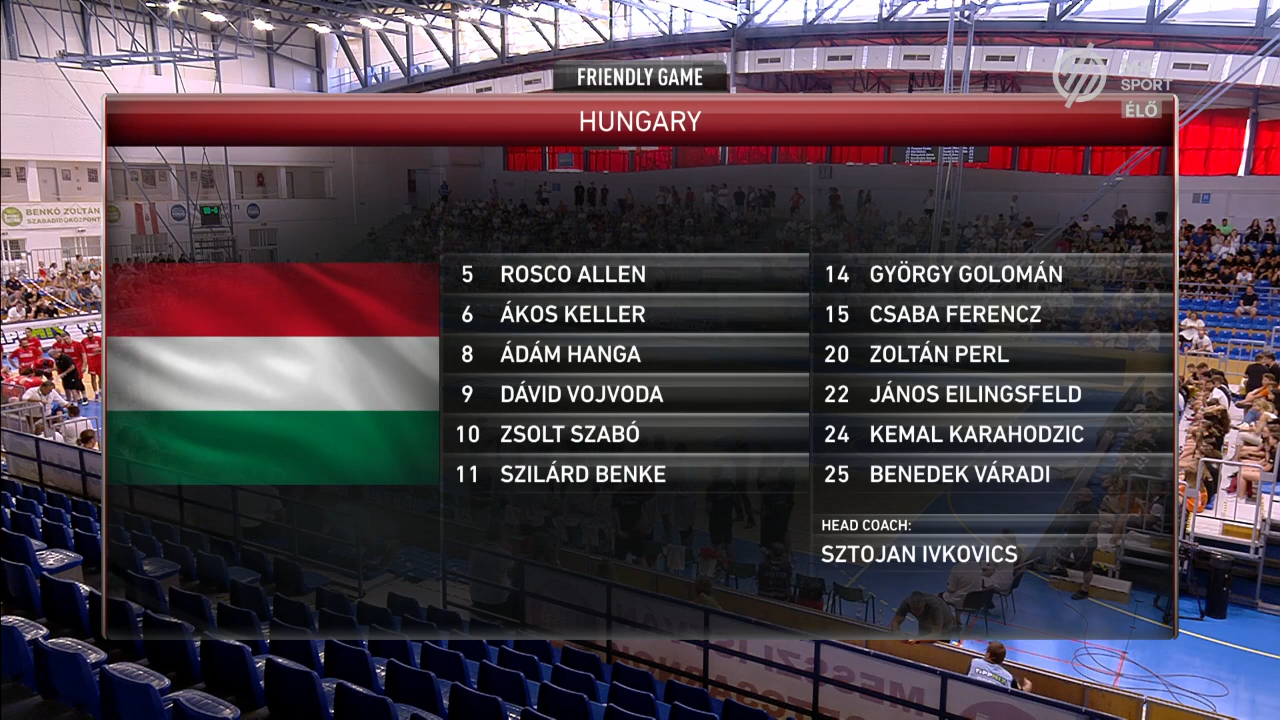 FRIENDLY GAME
SPORT
ÉLŐ
HUNGARY
BENKÓ ZOLTÁN
SZABADIDŐKÖZPONT
5 ROSCO ALLEN
6 ÁKOS KELLER
8 ÁDÁM HANGA
9 DÁVID VOJVODA
10 ZSOLT SZABÓ
11 SZILÁRD BENKE
14 GYÖRGY GOLOMÁN
15 CSABA FERENCZ
20 ZOLTÁN PERL
22 JÁNOS EILINGSFELD
24 KEMAL KARAHODZIC
25 BENEDEK VÁRADI
HEAD COACH:
SZTOJAN IVKOVICS